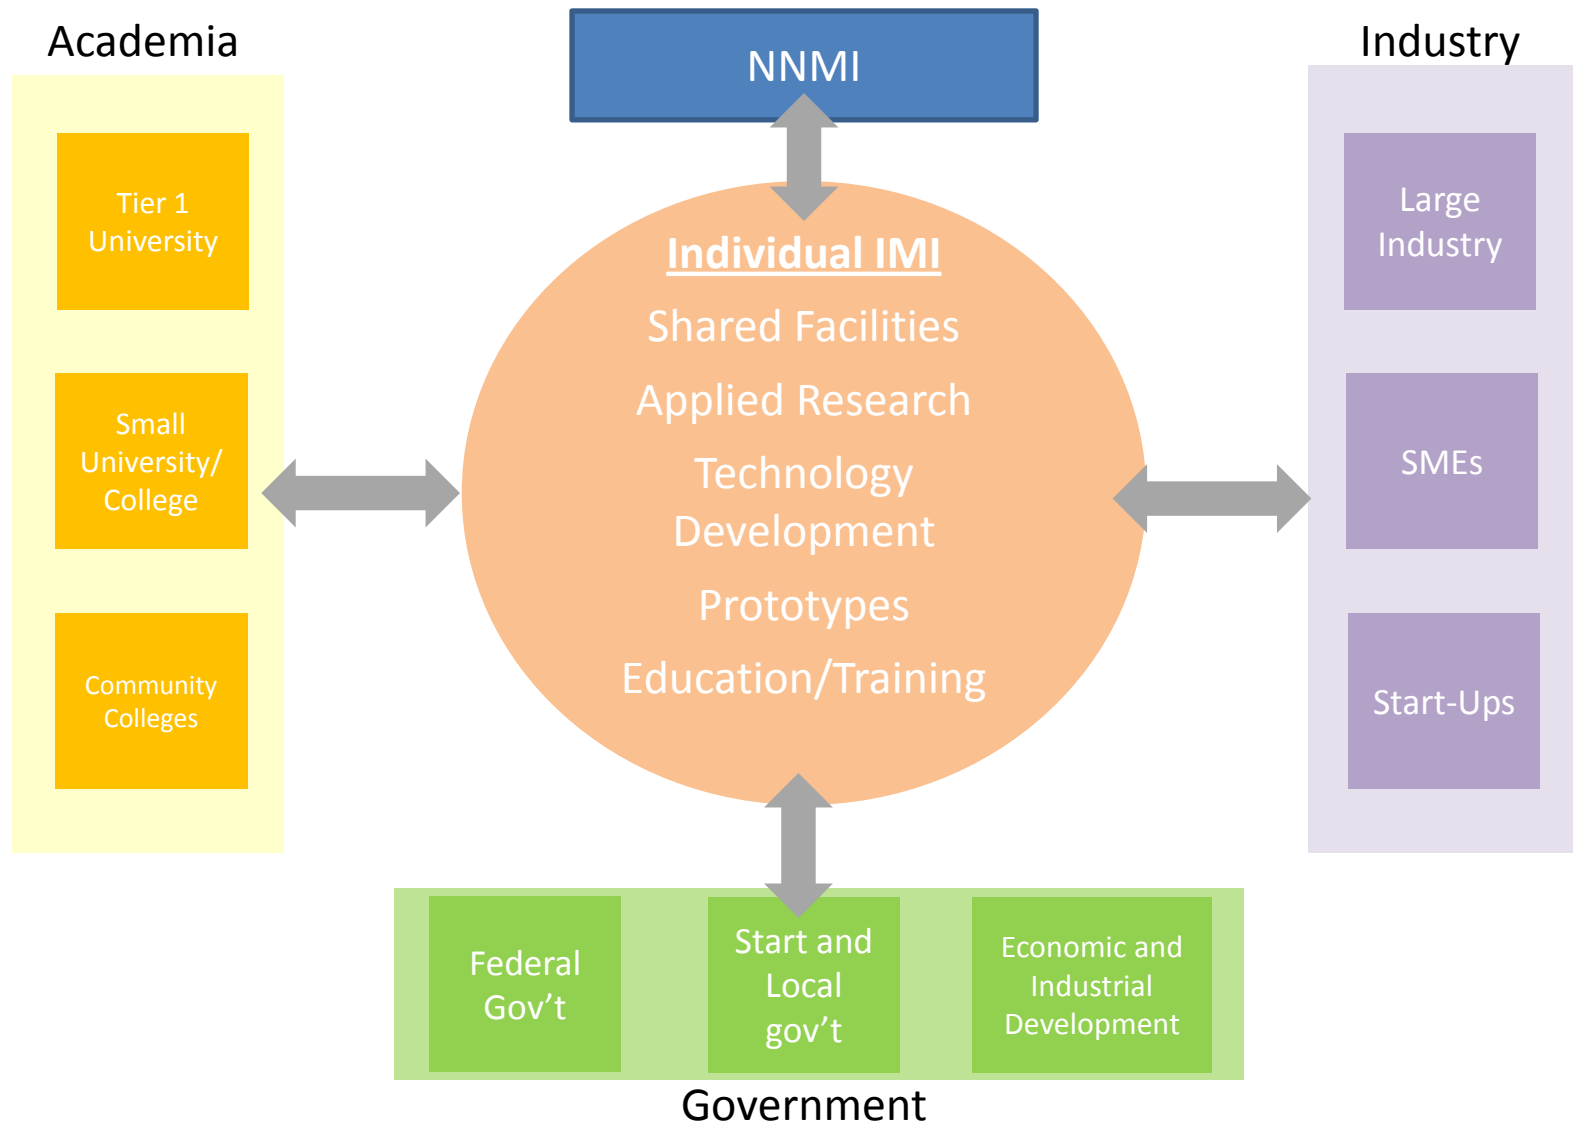 Academia
NNMI
Industry
Tier 1
University
Small
University/
College
Community
Colleges
Individual IMI
Shared Facilities
Applied Research
Technology
Development
Prototypes
Education/Training
Large
Industry
SMEs
Start-Ups
Federal
Gov’t
Start and
Local
gov’t
Economic and
Industrial
Development
Government